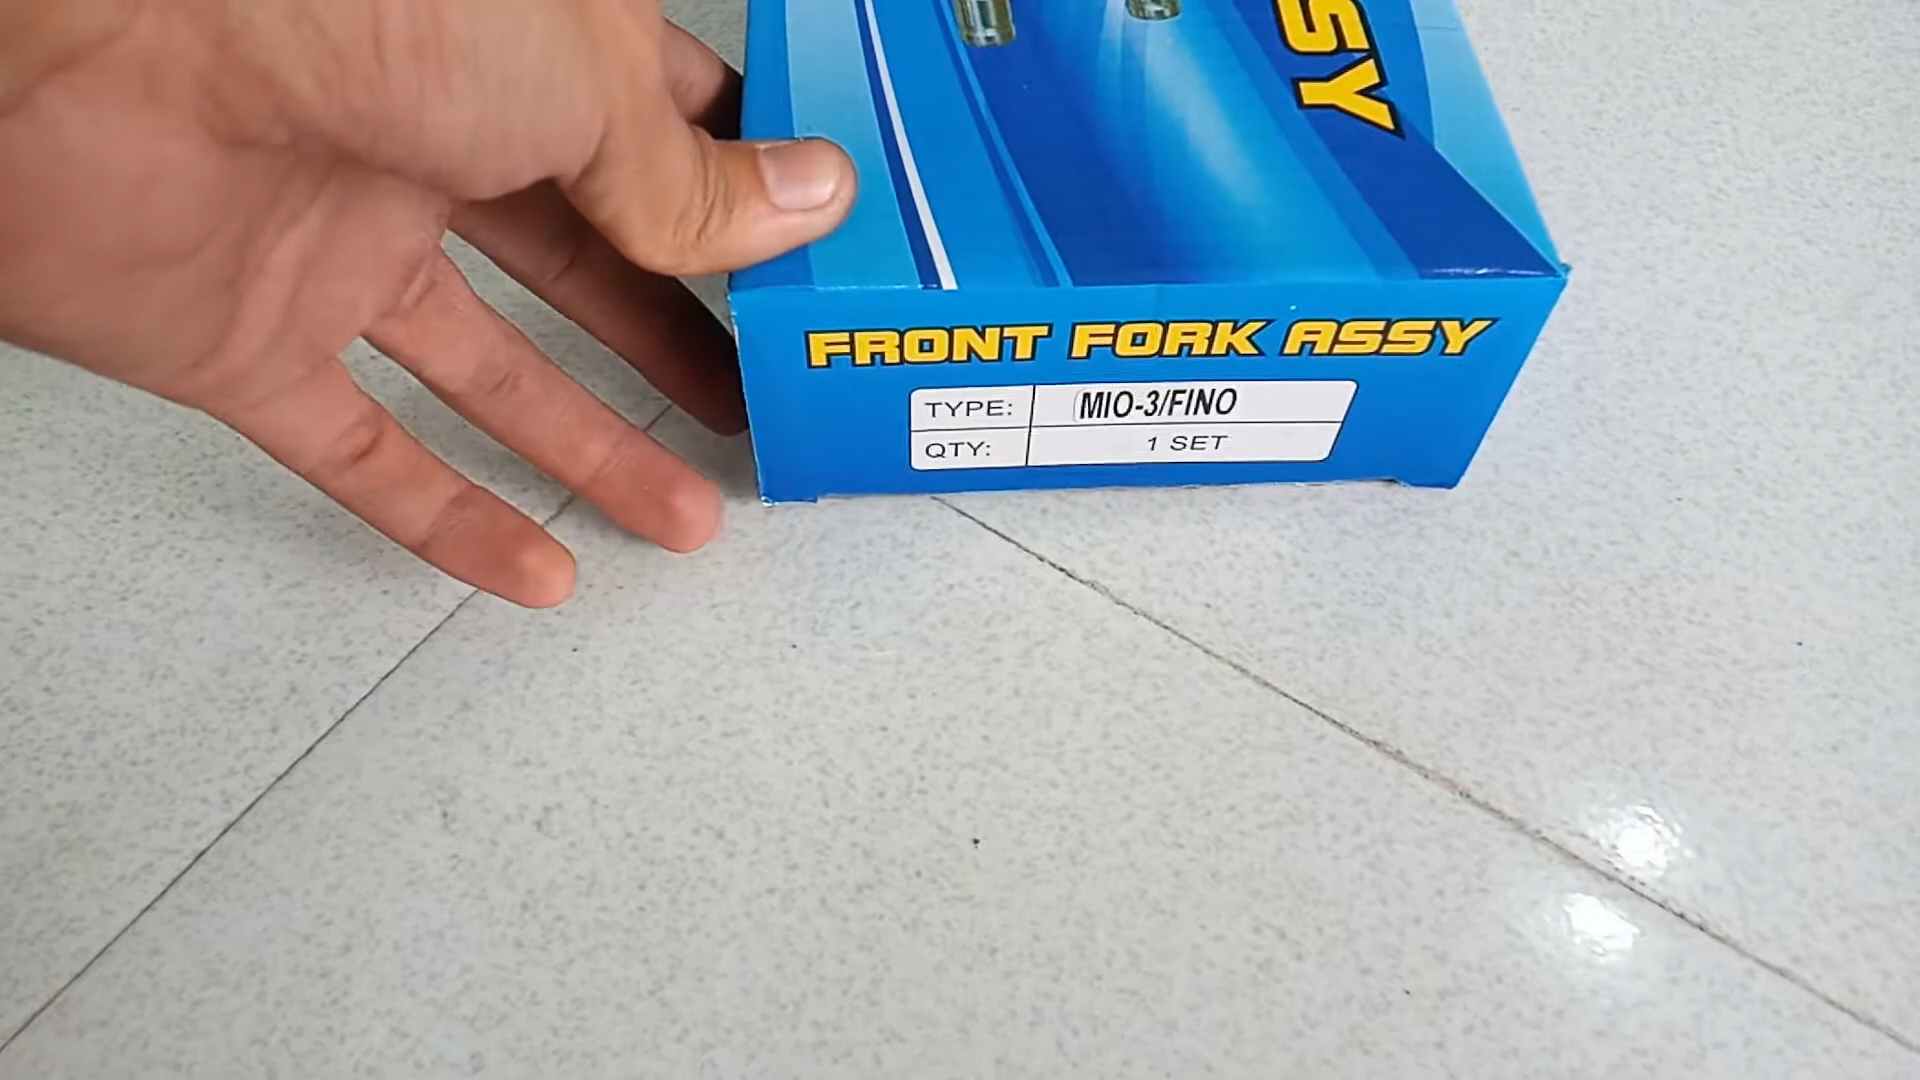 SY
FRONT FORK ASSY
TYPE: MIO-3/FINO
QTY: 1 SET